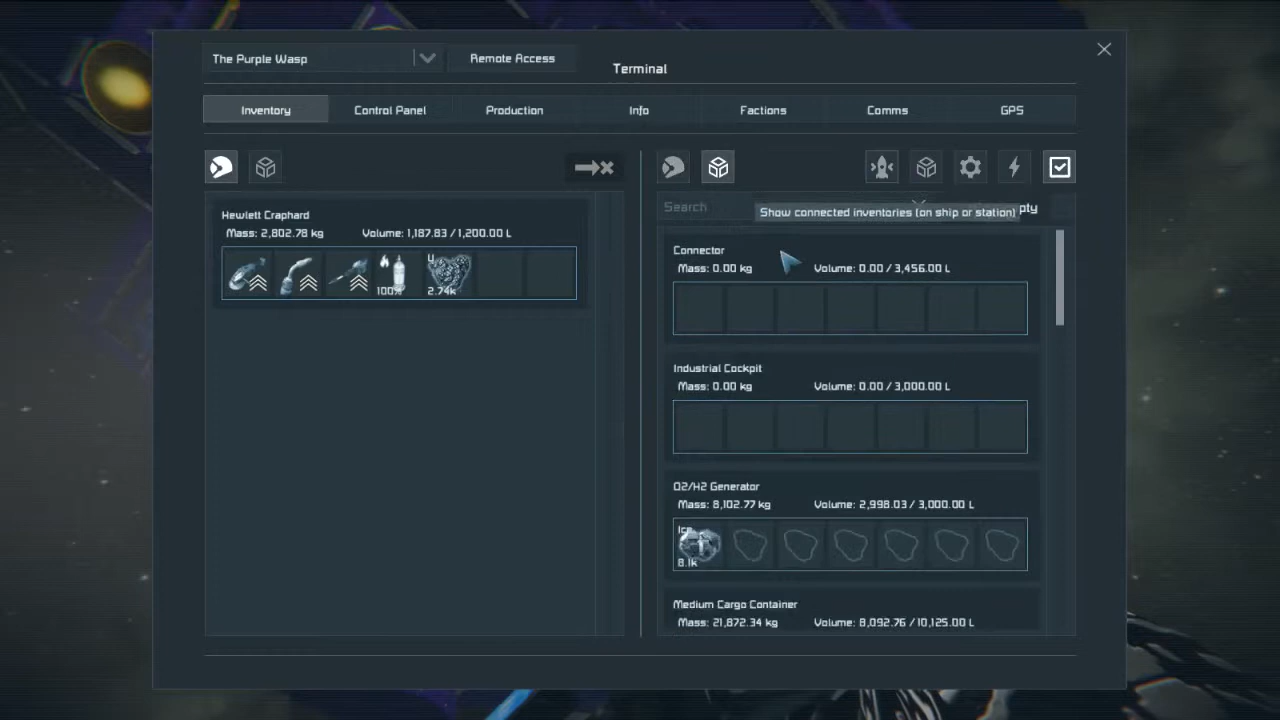 The Purple Wasp
Remote Access
Terminal
Inventory
Control Panel
Production
Info
Factions
Comms
GPS
Hewlett Craphard
Mass: 2,802.78 kg Volume: 1,187.83 / 1,200.00 L
100%
U
2.74k
Search
Show connected inventories (on ship or station)
pty
Connector
Mass: 0.00 kg Volume: 0.00 / 3,456.00 L
Industrial Cockpit
Mass: 0.00 kg Volume: 0.00 / 3,000.00 L
O2/H2 Generator
Mass: 8,102.77 kg Volume: 2,998.03 / 3,000.00 L
Ice
8.1k
Medium Cargo Container
Mass: 21,872.34 kg Volume: 8,092.76 / 10,125.00 L